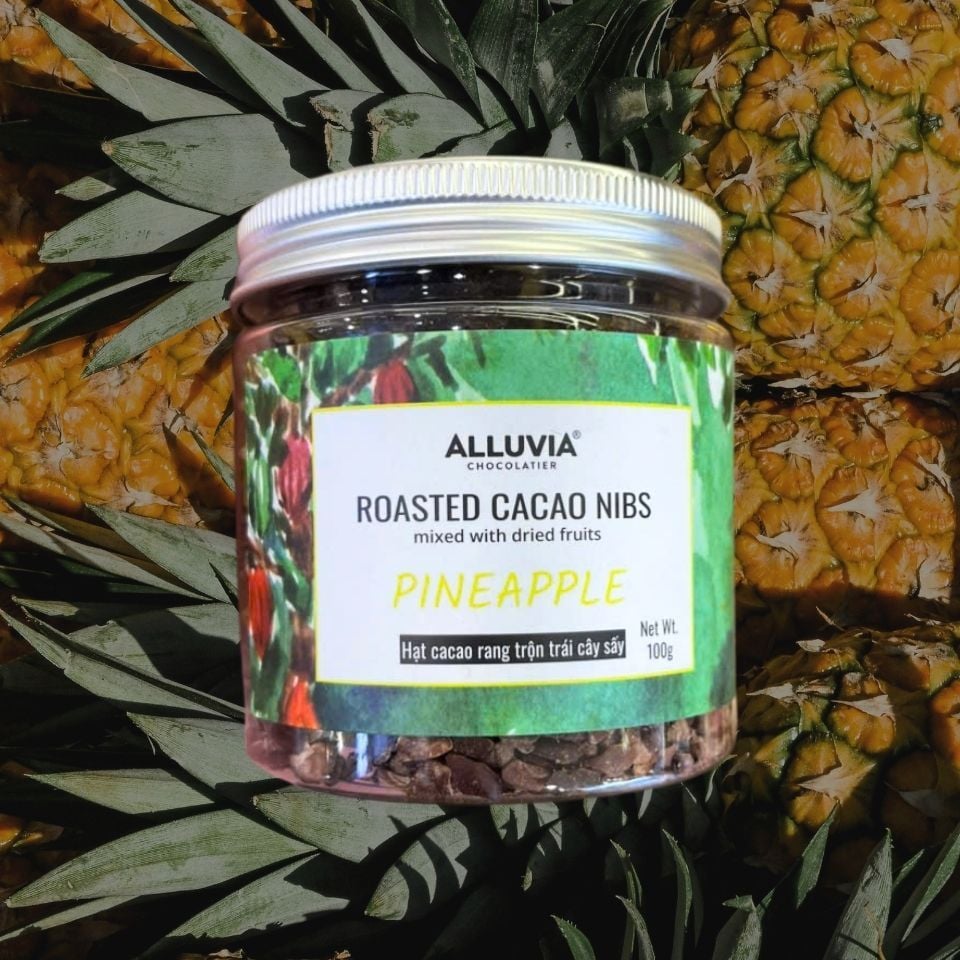 ALLUVIA®
CHOCOLATIER
ROASTED CACAO NIBS
mixed with dried fruits
PINEAPPLE
Hạt cacao rang trộn trái cây sấy
Net Wt.
100g